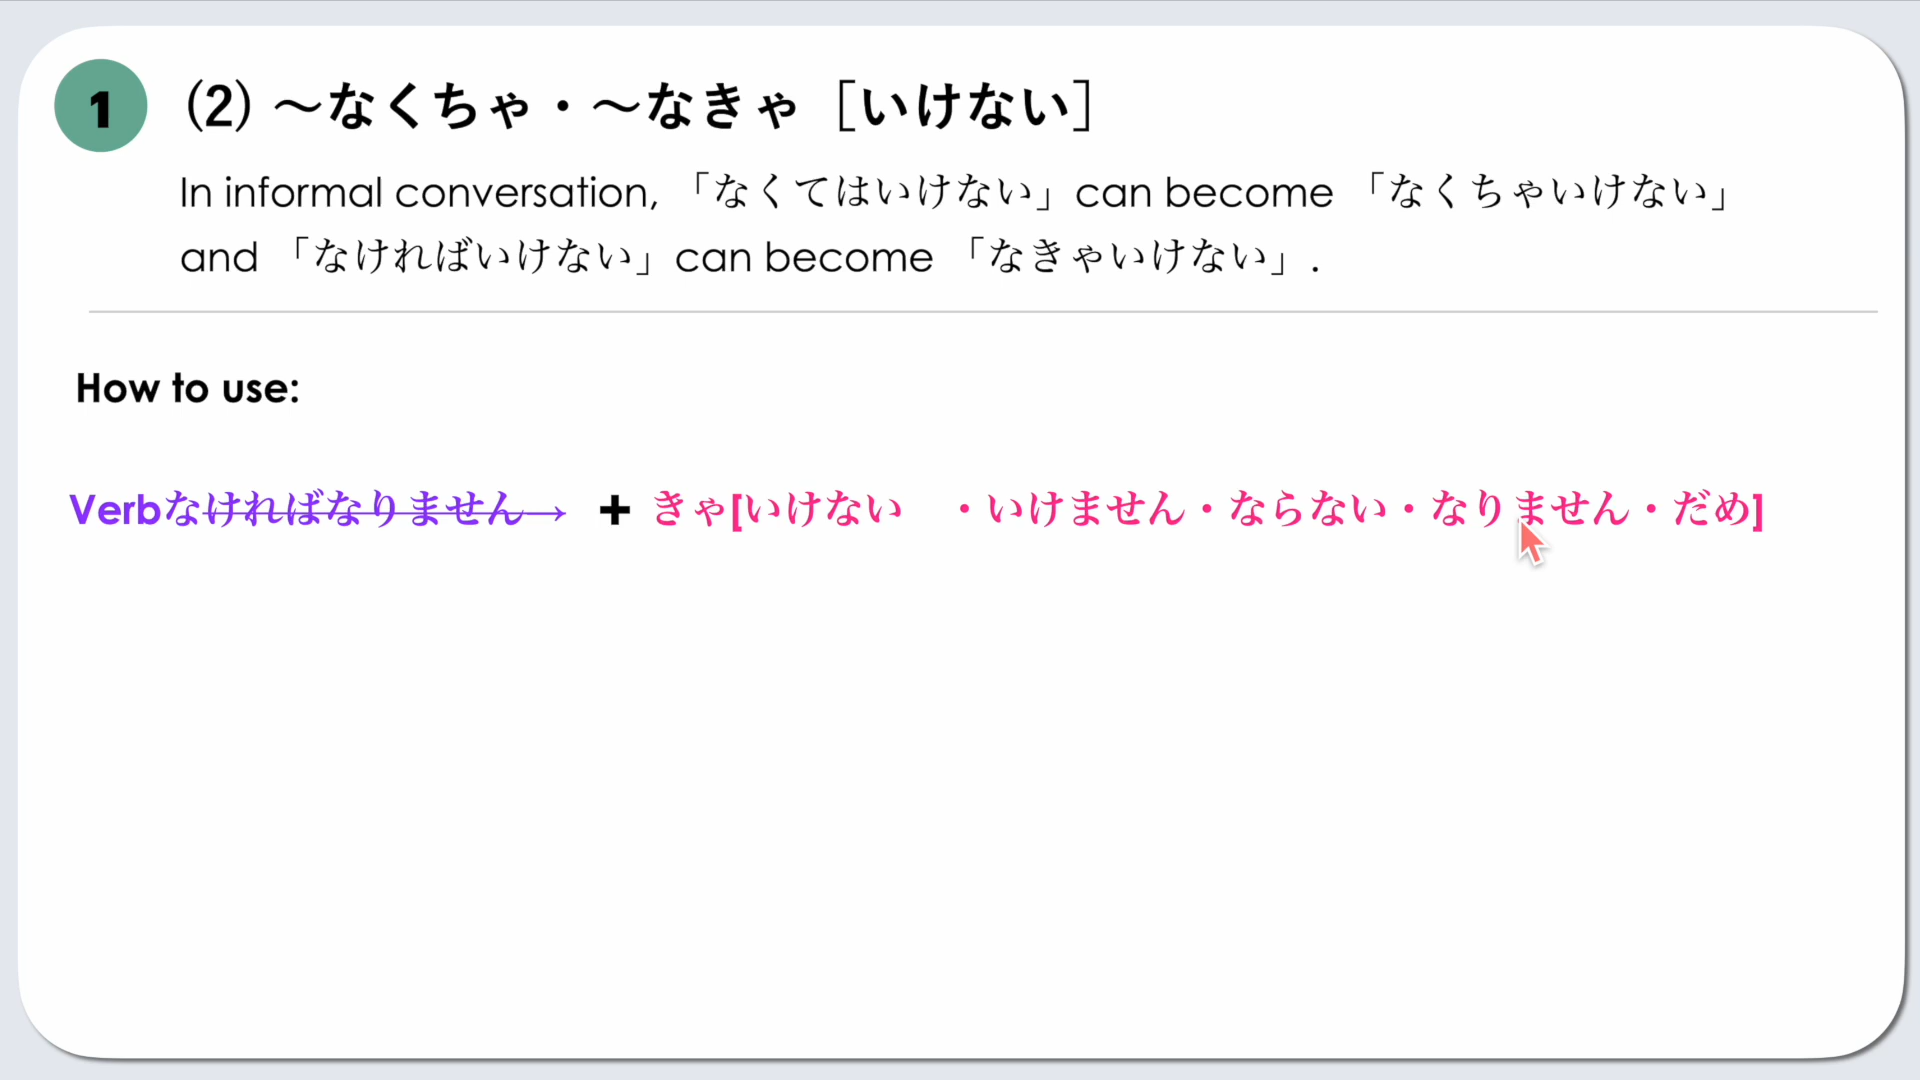 1 (2) ～なくちゃ・～なきゃ［いけない］
In informal conversation, 「なくてはいけない」can become 「なくちゃいけない」
and 「なければいけない」can become 「なきゃいけない」.
How to use:
Verbなければなりません→ + きゃ[いけない　・いけません・ならない・なりません・だめ]